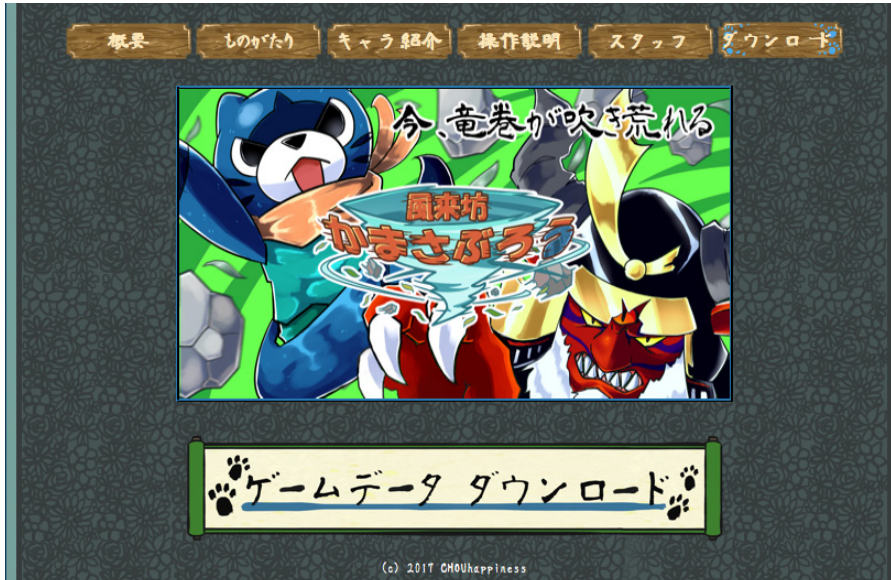 概要 ものがたり キャラ紹介 操作説明 スタッフ ダウンロード
今、竜巻が吹き荒れる
風来坊
かまさぶろう
ゲームデータ ダウンロード
(c) 2017 CHOUhappiness